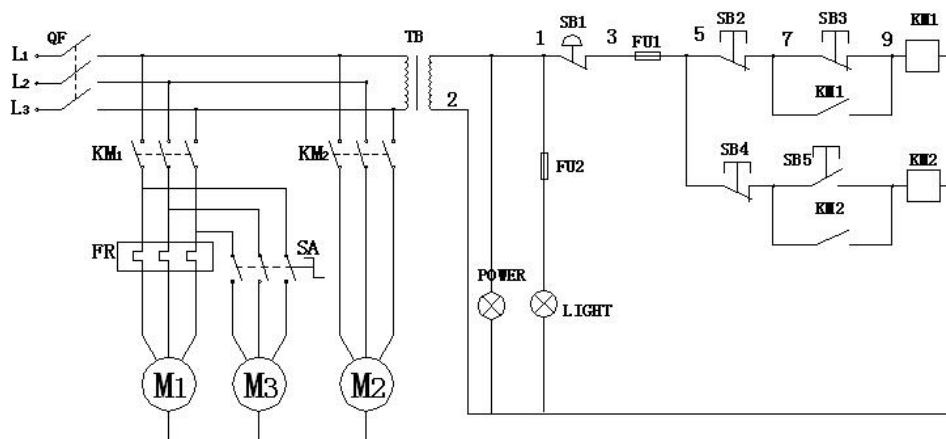 QF TB SB1 SB2 SB3 KM1
L1 1 3 FU1 5 7 9
L2
L3 2 KM1
KM1 KM2 FU2 SB4 SB5 KM2
KM2
FR SA
POWER LIGHT
M1 M3 M2